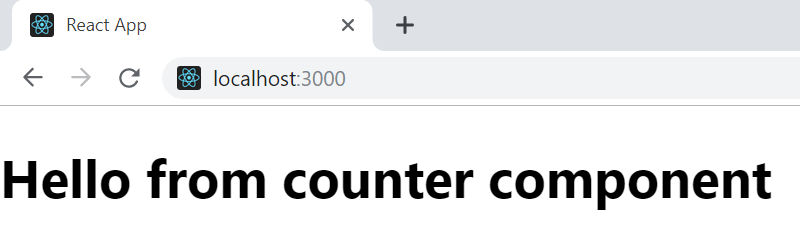 React App
localhost:3000
Hello from counter component